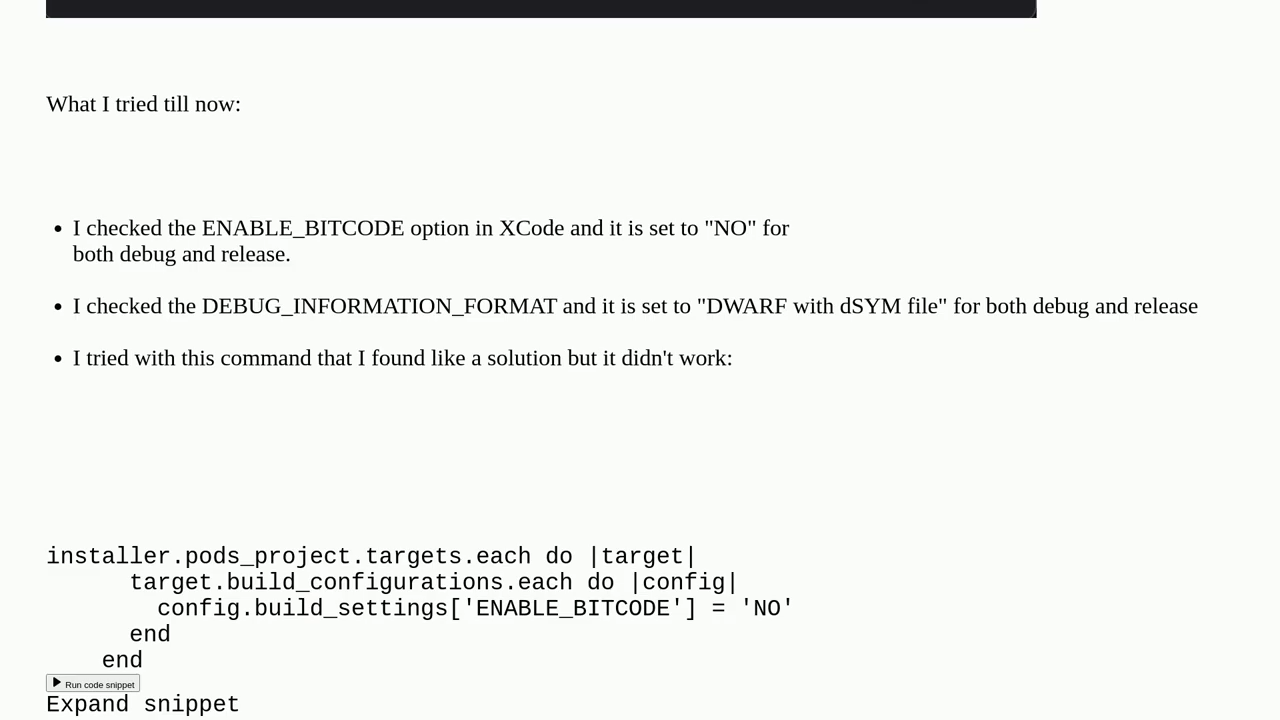 What I tried till now:
I checked the ENABLE_BITCODE option in XCode and it is set to "NO" for
both debug and release.
I checked the DEBUG_INFORMATION_FORMAT and it is set to "DWARF with dSYM file" for both debug and release
I tried with this command that I found like a solution but it didn't work:
installer.pods_project.targets.each do |target|
      target.build_configurations.each do |config|
        config.build_settings['ENABLE_BITCODE'] = 'NO'
      end
    end
Run code snippet
Expand snippet